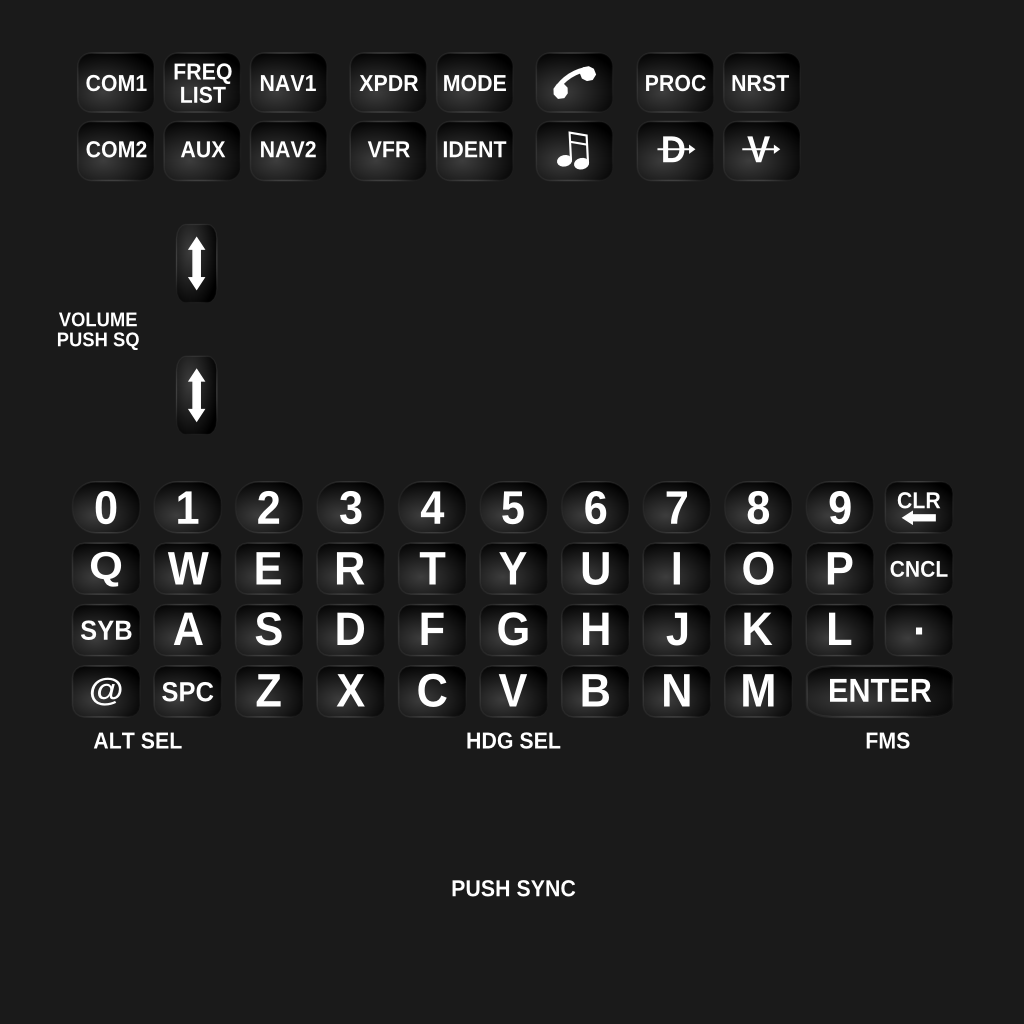 COM1 FREQ LIST NAV1 XPDR MODE PROC NRST
COM2 AUX NAV2 VFR IDENT D V
VOLUME
PUSH SQ
0 1 2 3 4 5 6 7 8 9 CLR
Q W E R T Y U I O P CNCL
SYB A S D F G H J K L .
@ SPC Z X C V B N M ENTER
ALT SEL HDG SEL FMS
PUSH SYNC